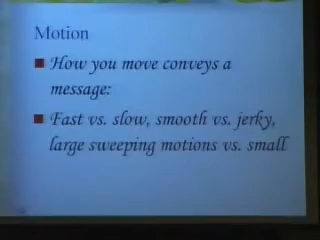 Motion
How you move conveys a
message:
Fast vs. slow, smooth vs. jerky,
large sweeping motions vs. small